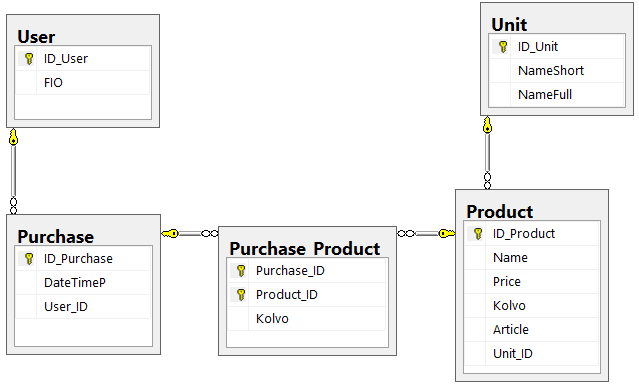 User
ID_User
FIO
Unit
ID_Unit
NameShort
NameFull
Purchase
ID_Purchase
DateTimeP
User_ID
Purchase_Product
Purchase_ID
Product_ID
Kolvo
Product
ID_Product
Name
Price
Kolvo
Article
Unit_ID